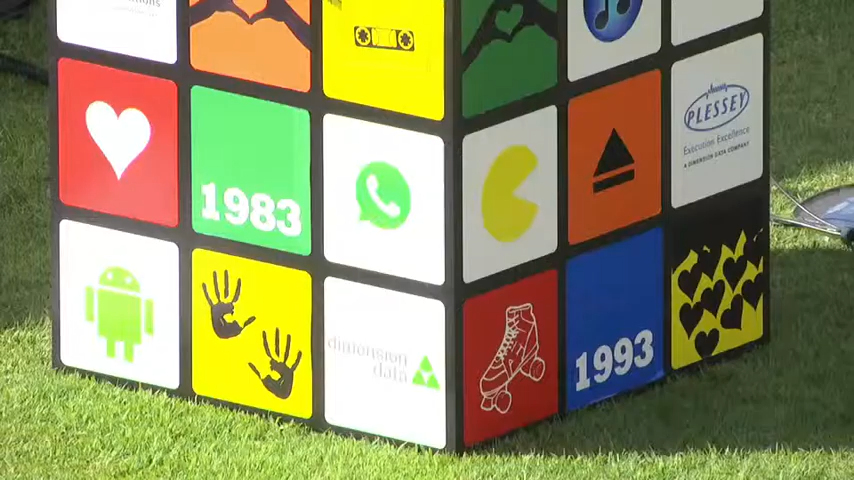 1983
dimension
data
PLESSEY
Execution Excellence
A DIMENSION DATA COMPANY
1993